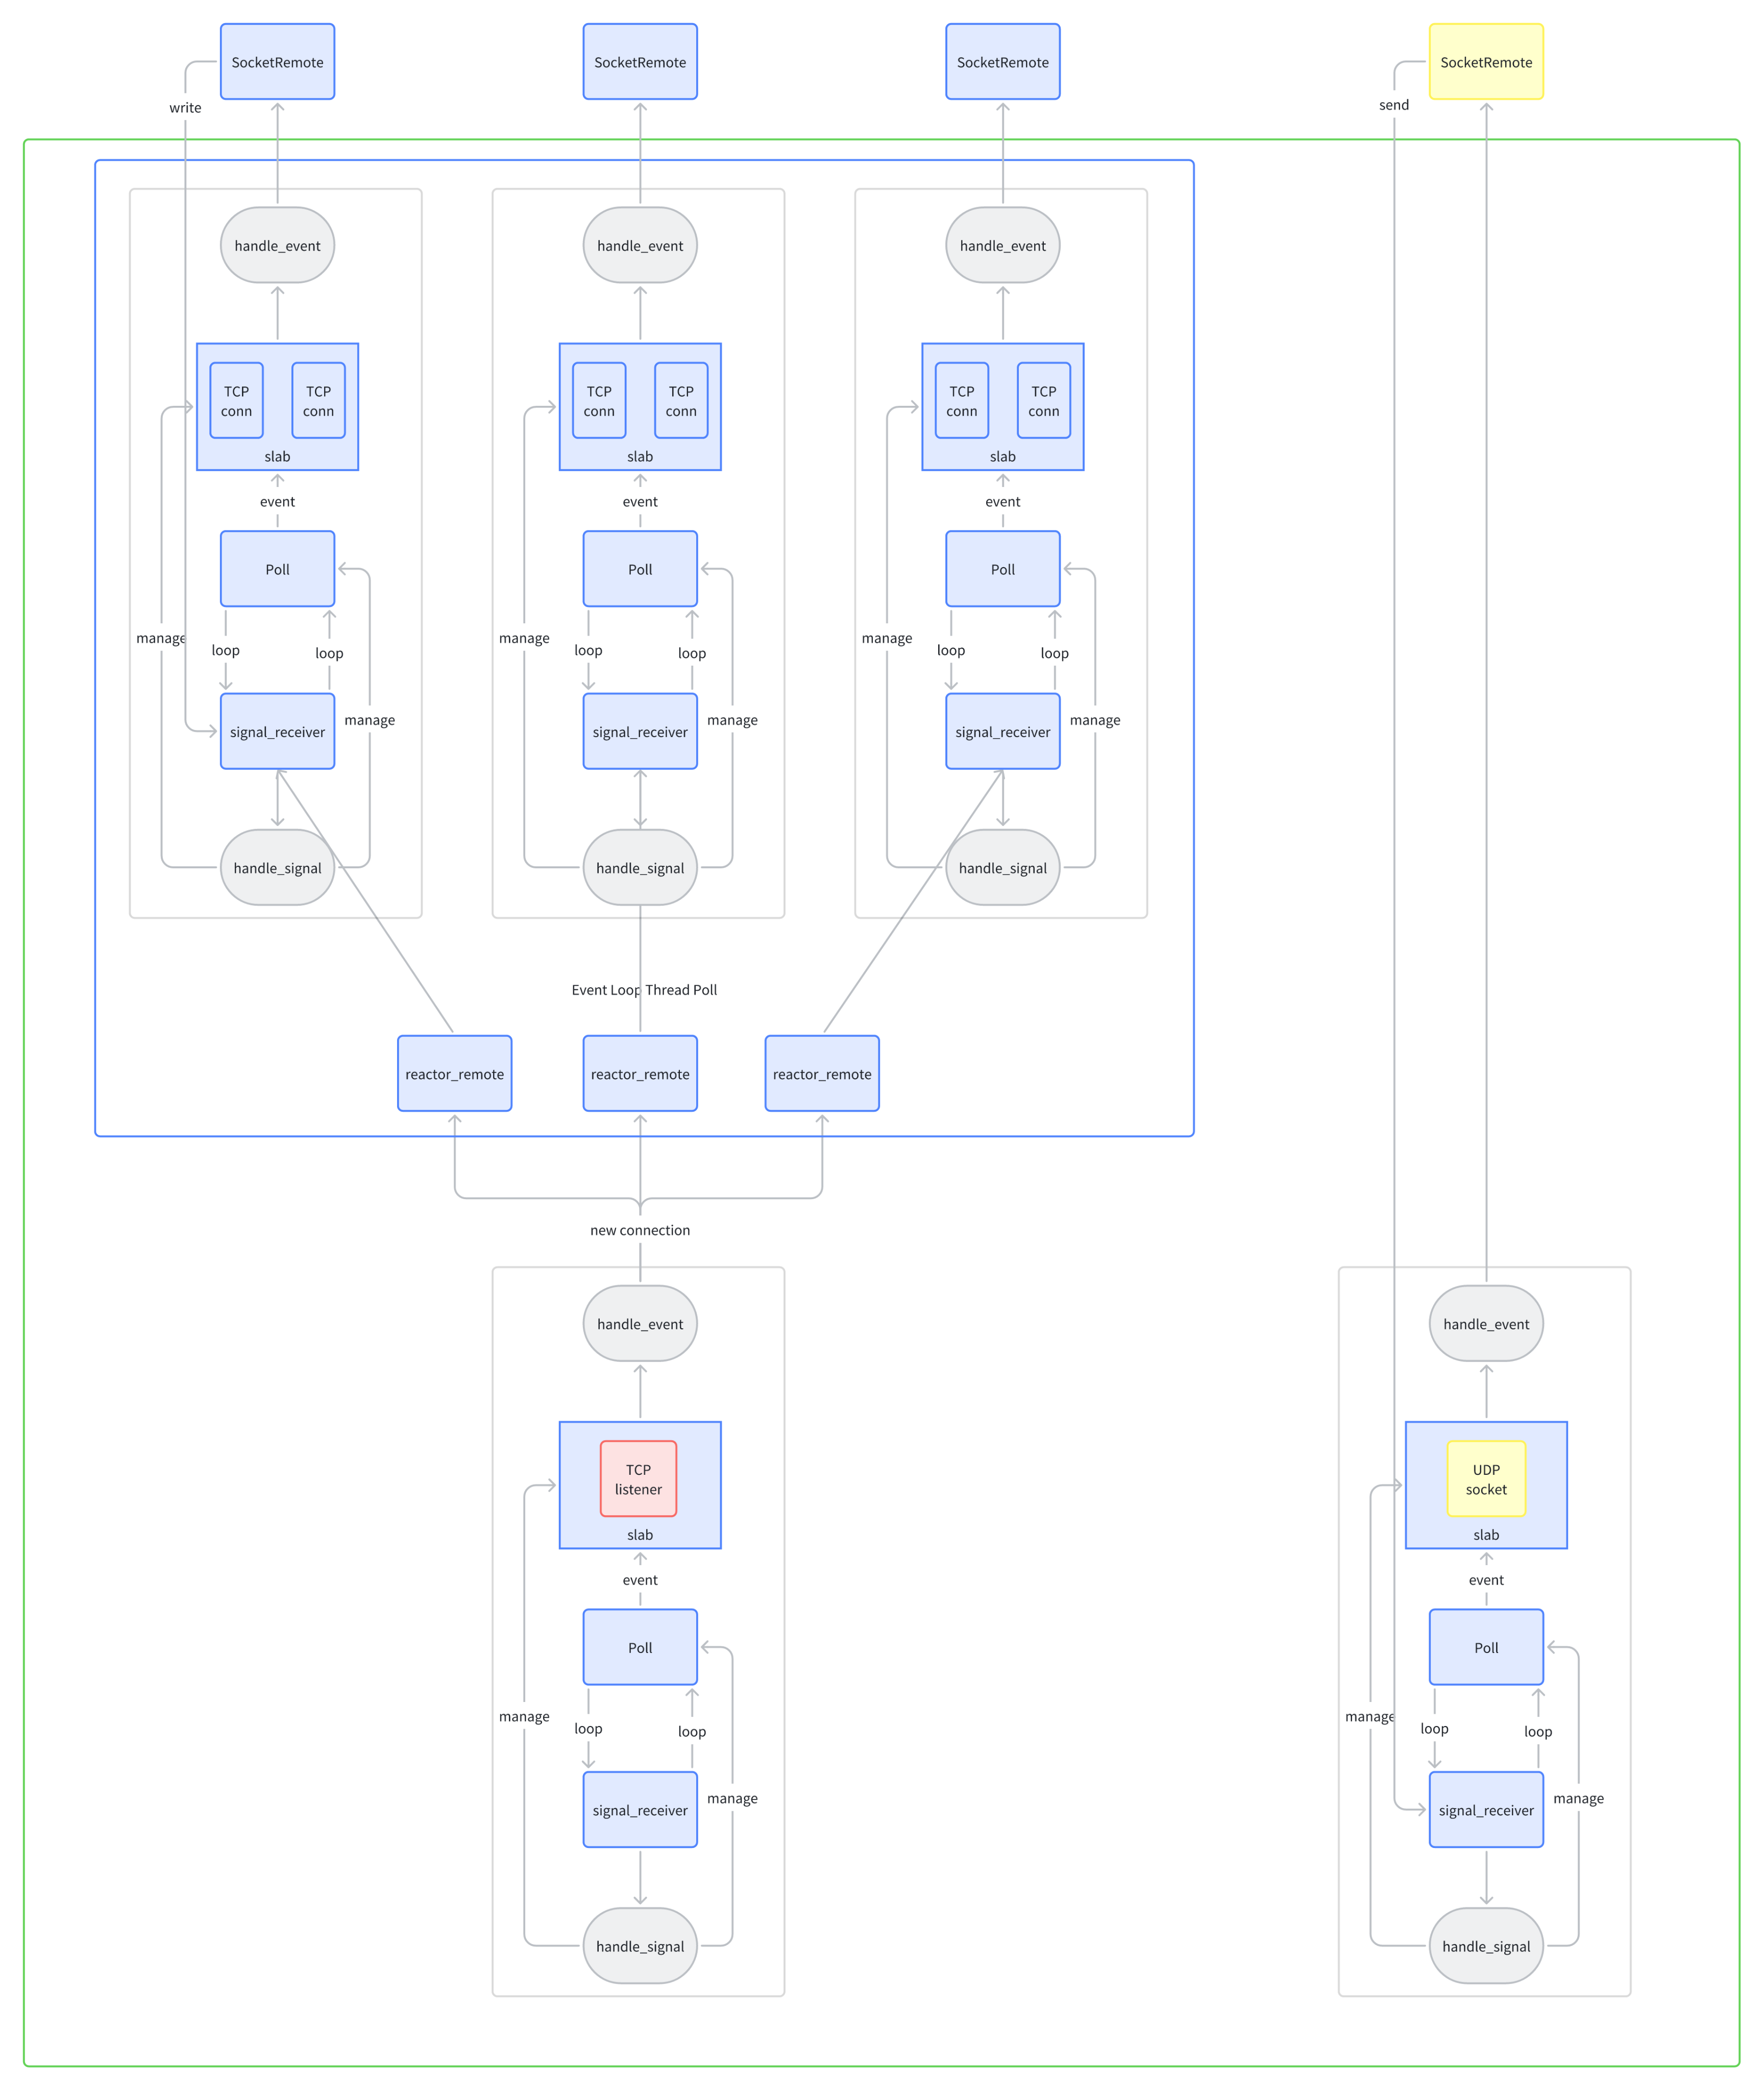 SocketRemote
SocketRemote
SocketRemote
SocketRemote
write
send
handle_event
handle_event
handle_event
TCP
conn
TCP
conn
slab
TCP
conn
TCP
conn
slab
TCP
conn
TCP
conn
slab
event
event
event
Poll
Poll
Poll
manage
loop
loop
manage
loop
loop
manage
loop
loop
signal_receiver
manage
signal_receiver
manage
signal_receiver
manage
handle_signal
handle_signal
handle_signal
Event Loop Thread Poll
reactor_remote
reactor_remote
reactor_remote
new connection
handle_event
handle_event
TCP
listener
slab
UDP
socket
slab
event
event
Poll
Poll
manage
loop
loop
manage
loop
loop
signal_receiver
manage
signal_receiver
manage
handle_signal
handle_signal